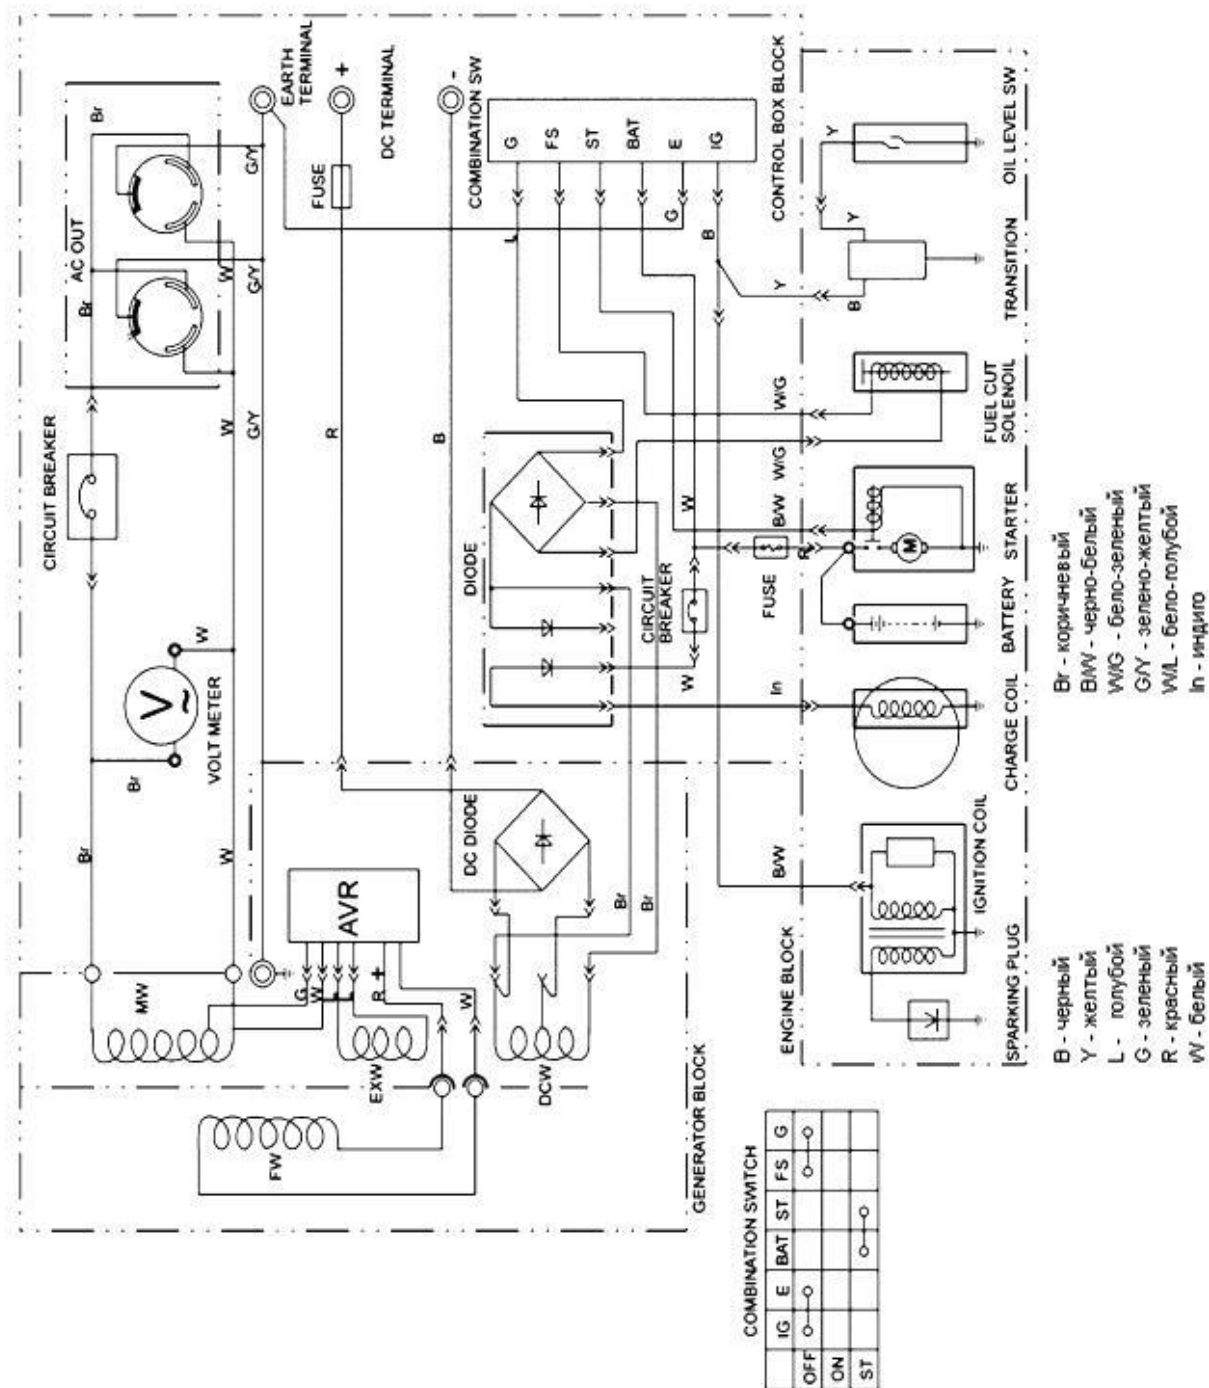 AC OUT
Br
Br
W
G/Y
G/Y
CIRCUIT BREAKER
W
G/Y
EARTH
TERMINAL
+
DC TERMINAL
-
FUSE
R
B
COMBINATION SW
G
FS
ST
BAT
E
IG
L
G
B
Y
CONTROL BOX BLOCK
V
VOLT METER
W
Br
Br
W
DIODE
CIRCUIT
BREAKER
W
W
In
FUSE
R
B/W
W/G
W/G
B
Y
Y
OIL LEVEL SW
TRANSITION
FUEL CUT
SOLENOIL
STARTER
M
BATTERY
CHARGE COIL
IGNITION COIL
SPARKING PLUG
ENGINE BLOCK
B/W
DC DIODE
Br
Br
AVR
G
W
L
L
R
+
W
MW
EXW
DCW
FW
GENERATOR BLOCK
COMBINATION SWITCH
IG E BAT ST FS G
OFF
ON
ST
B - черный
Y - желтый
L - голубой
G - зеленый
R - красный
W - белый
Br - коричневый
B/W - черно-белый
W/G - бело-зеленый
G/Y - зелено-желтый
W/L - бело-голубой
In - индиго